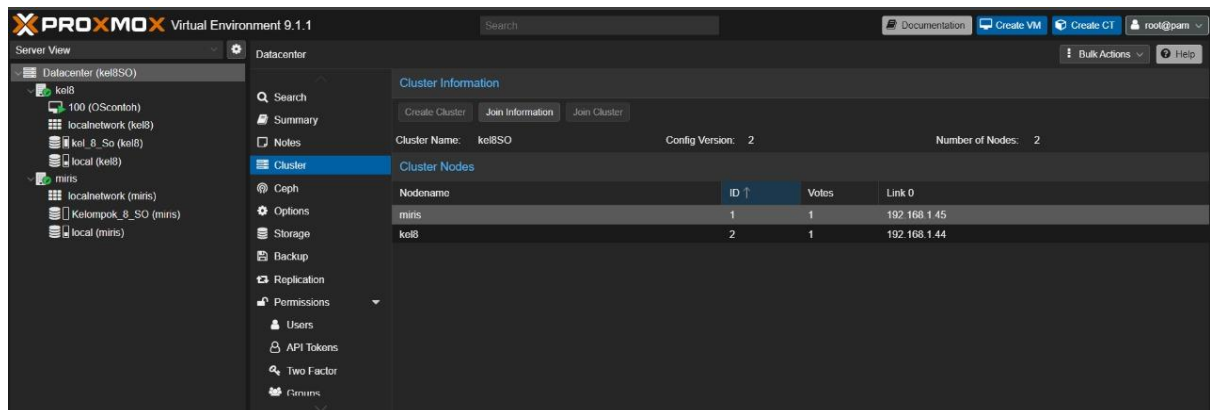 PROXMOX Virtual Environment 9.1.1
Search
Documentation
Create VM
Create CT
root@pam
Server View
Datacenter (kel8SO)
kel8
100 (OScontoh)
localnetwork (kel8)
kel_8_So (kel8)
local (kel8)
miris
localnetwork (miris)
Kelompok_8_SO (miris)
local (miris)
Datacenter
Bulk Actions
Help
Search
Summary
Notes
Cluster
Ceph
Options
Storage
Backup
Replication
Permissions
Users
API Tokens
Two Factor
Groups
Cluster Information
Create Cluster Join Information Join Cluster
Cluster Name: kel8SO Config Version: 2 Number of Nodes: 2
Cluster Nodes
Nodename ID ↑ Votes Link 0
miris 1 1 192.168.1.45
kel8 2 1 192.168.1.44